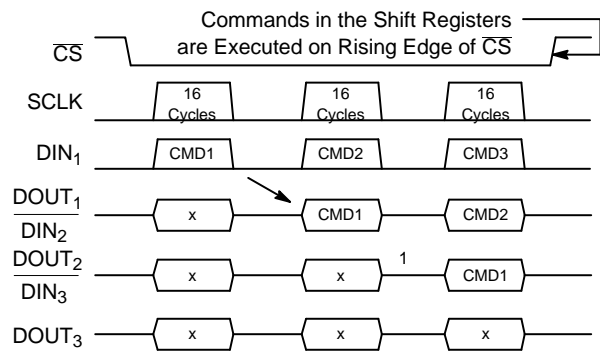 Commands in the Shift Registers
are Executed on Rising Edge of CS
CS
SCLK
16 Cycles
16 Cycles
16 Cycles
DIN1
CMD1
CMD2
CMD3
DOUT1
DIN2
x
CMD1
CMD2
DOUT2
DIN3
x
x
1
CMD1
DOUT3
x
x
x